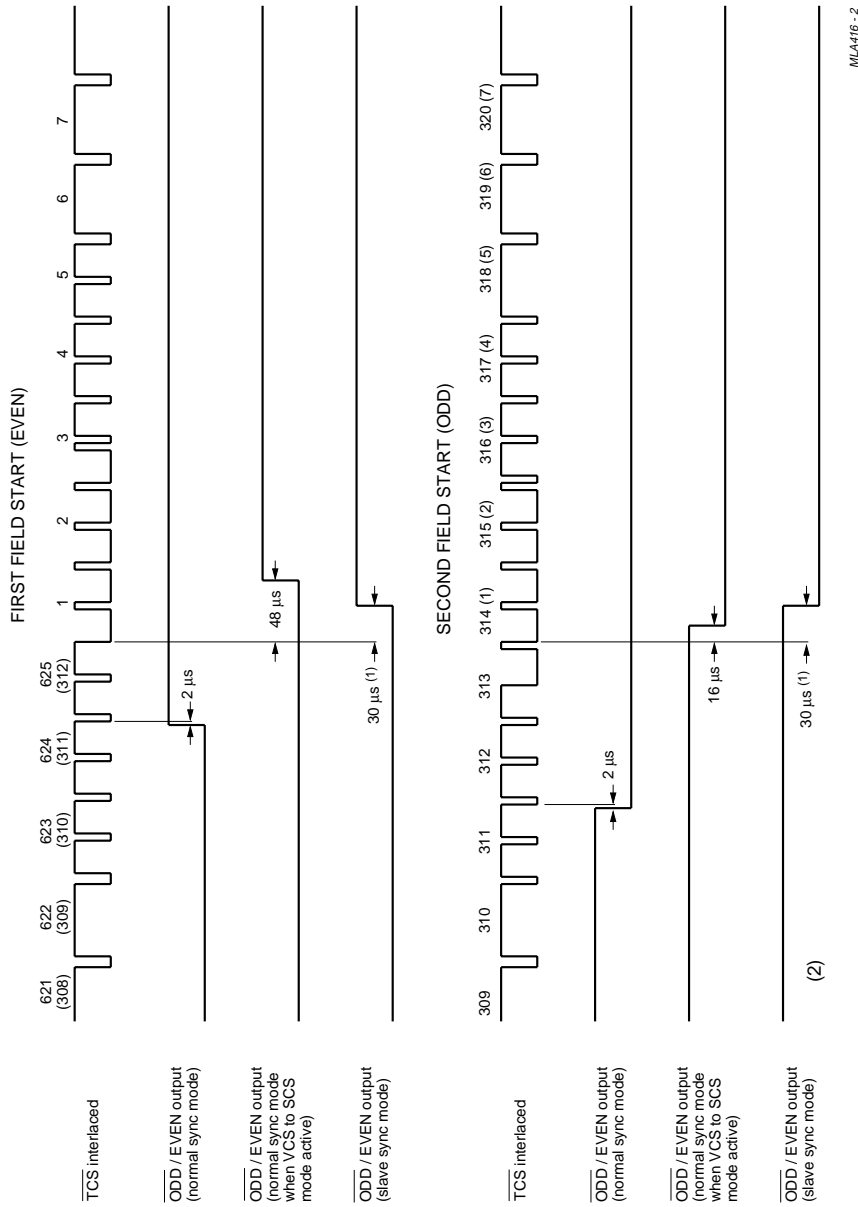 FIRST FIELD START (EVEN)
621
(308)
622
(309)
623
(310)
624
(311)
625
(312)
1
2
3
4
5
6
7
TCS interlaced
ODD / EVEN output
(normal sync mode)
2 µs
ODD / EVEN output
(normal sync mode
when VCS to SCS
mode active)
48 µs
ODD / EVEN output
(slave sync mode)
30 µs (1)
SECOND FIELD START (ODD)
309
310
311
312
313
314 (1)
315 (2)
316 (3)
317 (4)
318 (5)
319 (6)
320 (7)
TCS interlaced
ODD / EVEN output
(normal sync mode)
2 µs
ODD / EVEN output
(normal sync mode
when VCS to SCS
mode active)
16 µs
ODD / EVEN output
(slave sync mode)
30 µs (1)
(2)
MLA416 - 2